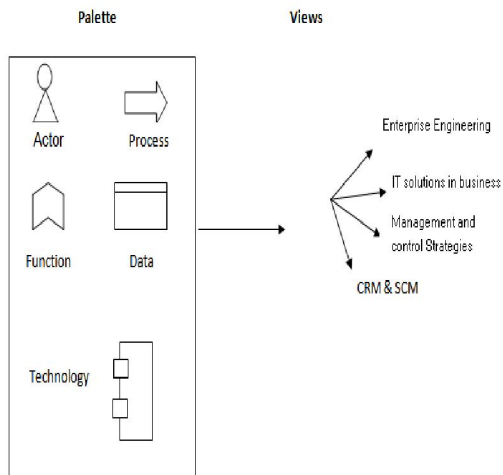 Palette
Views
Actor
Process
Function
Data
Technology
Enterprise Engineering
IT solutions in business
Management and
control Strategies
CRM & SCM